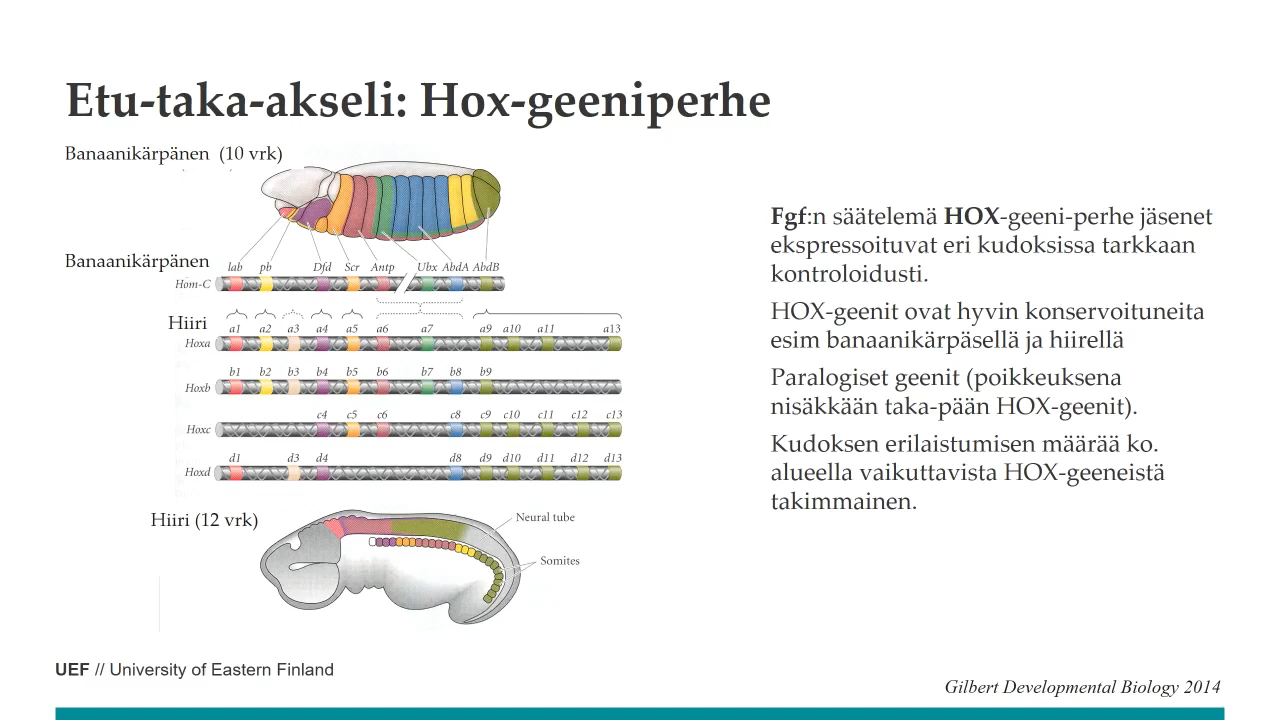 Etu-taka-akseli: Hox-geeniperhe
Banaanikärpänen (10 vrk)
Banaanikärpänen
lab pb Dfd Scr Antp Ubx AbdA AbdB
Hom-C
Hiiri
a1 a2 a3 a4 a5 a6 a7 a9 a10 a11 a13
Hoxa
b1 b2 b3 b4 b5 b6 b7 b8 b9
Hoxb
c4 c5 c6 c8 c9 c10 c11 c12 c13
Hoxc
d1 d3 d4 d8 d9 d10 d11 d12 d13
Hoxd
Hiiri (12 vrk)
Neural tube
Somites
Fgf:n säätelemä HOX-geeni-perhe jäsenet
ekspressoituvat eri kudoksissa tarkkaan
kontroloidusti.
HOX-geenit ovat hyvin konservoituneita
esim banaanikärpäsellä ja hiirellä
Paralogiset geenit (poikkeuksena
nisäkkään taka-pään HOX-geenit).
Kudoksen erilaistumisen määrää ko.
alueella vaikuttavista HOX-geeneistä
takimmainen.
UEF // University of Eastern Finland
Gilbert Developmental Biology 2014